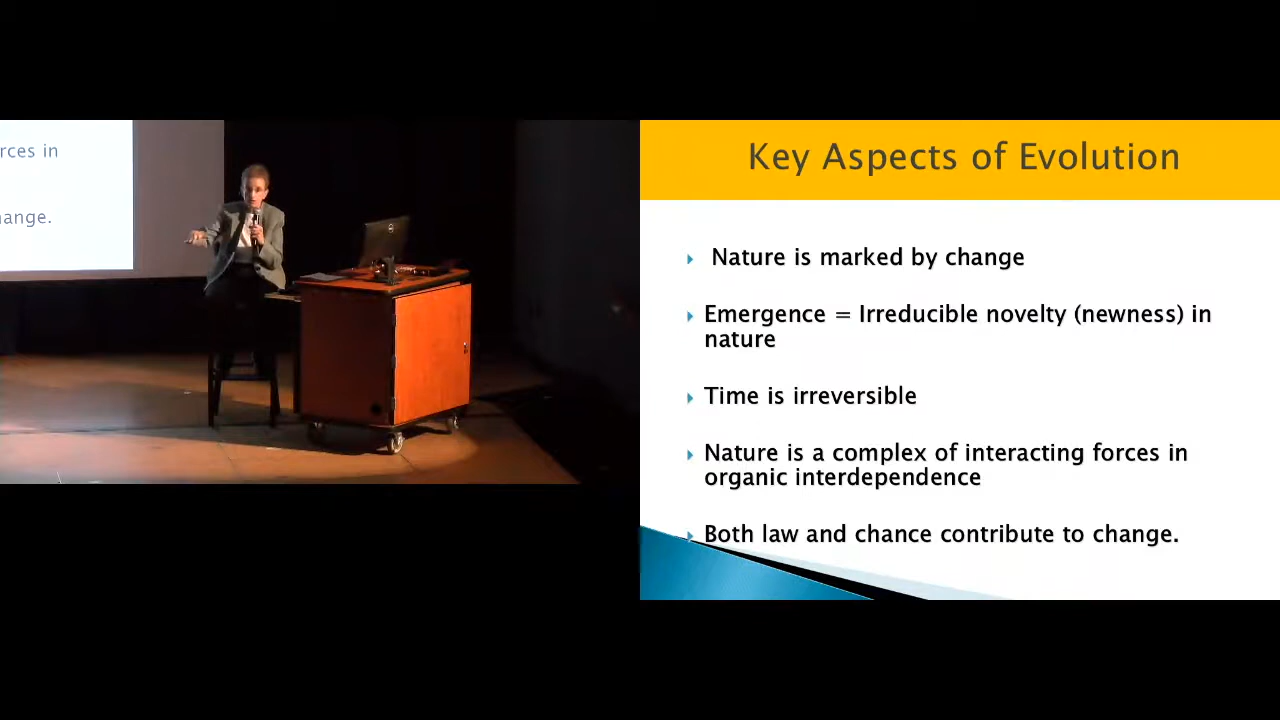 rces in
hange.
Key Aspects of Evolution
Nature is marked by change
Emergence = Irreducible novelty (newness) in
nature
Time is irreversible
Nature is a complex of interacting forces in
organic interdependence
Both law and chance contribute to change.